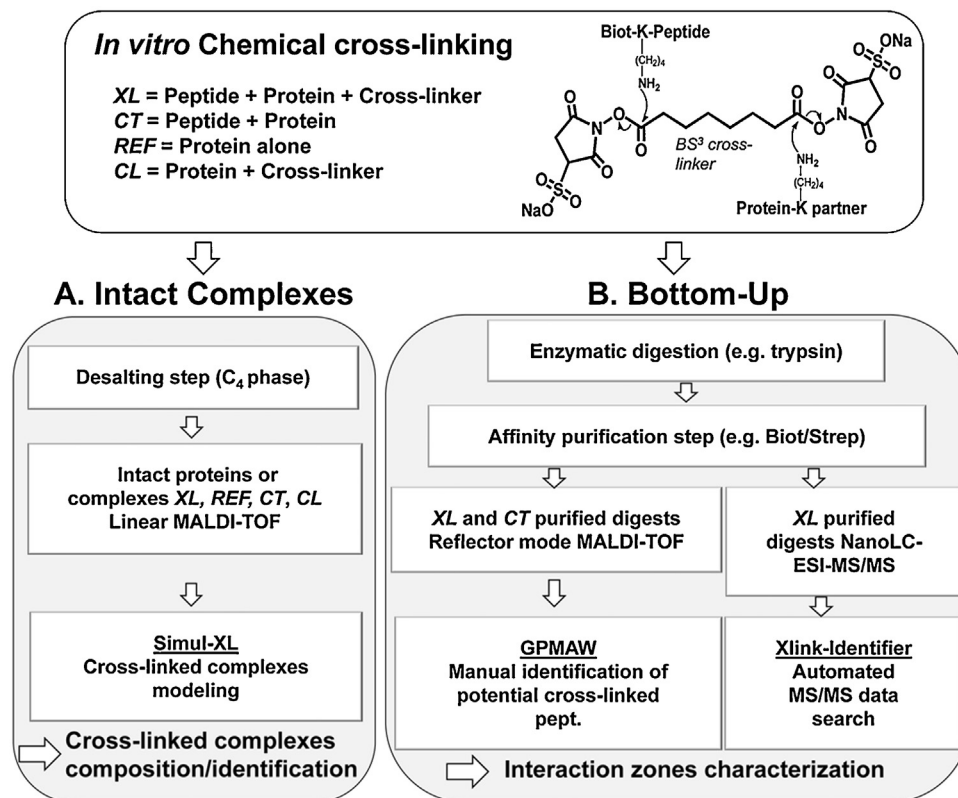 In vitro Chemical cross-linking
XL = Peptide + Protein + Cross-linker
CT = Peptide + Protein
REF = Protein alone
CL = Protein + Cross-linker
Biot-K-Peptide
(CH₂)₄
NH₂
ONa
S
O
O
O
O
O
O
N
O
O
N
O
O
O
O
S
O
O
NaO
BS³ cross-
linker
NH₂
(CH₂)₄
Protein-K partner
A. Intact Complexes
Desalting step (C₄ phase)
Intact proteins or
complexes XL, REF, CT, CL
Linear MALDI-TOF
Simul-XL
Cross-linked complexes
modeling
Cross-linked complexes
composition/identification
B. Bottom-Up
Enzymatic digestion (e.g. trypsin)
Affinity purification step (e.g. Biot/Strep)
XL and CT purified digests
Reflector mode MALDI-TOF
XL purified
digests NanoLC-
ESI-MS/MS
GPMAW
Manual identification of
potential cross-linked
pept.
Xlink-Identifier
Automated
MS/MS data
search
Interaction zones characterization